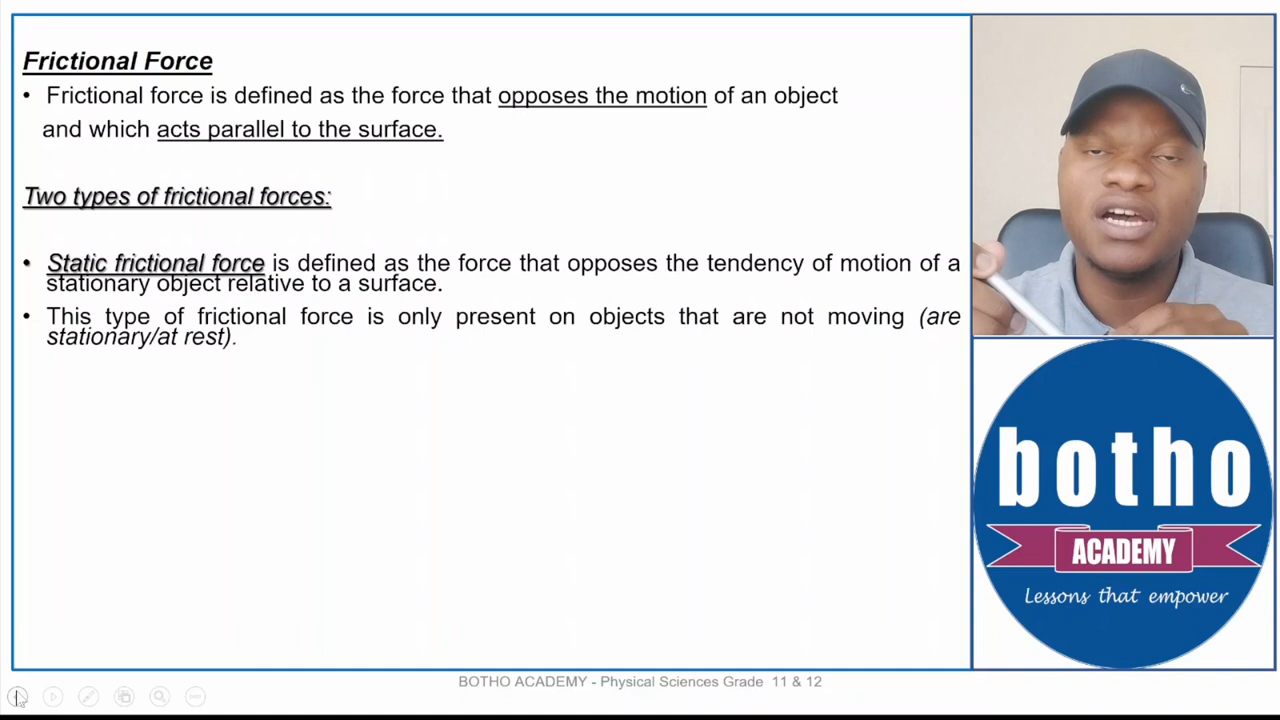 Frictional Force
• Frictional force is defined as the force that opposes the motion of an object
and which acts parallel to the surface.
Two types of frictional forces:
• Static frictional force is defined as the force that opposes the tendency of motion of a
stationary object relative to a surface.
• This type of frictional force is only present on objects that are not moving (are
stationary/at rest).
botho
ACADEMY
Lessons that empower
BOTHO ACADEMY - Physical Sciences Grade 11 & 12